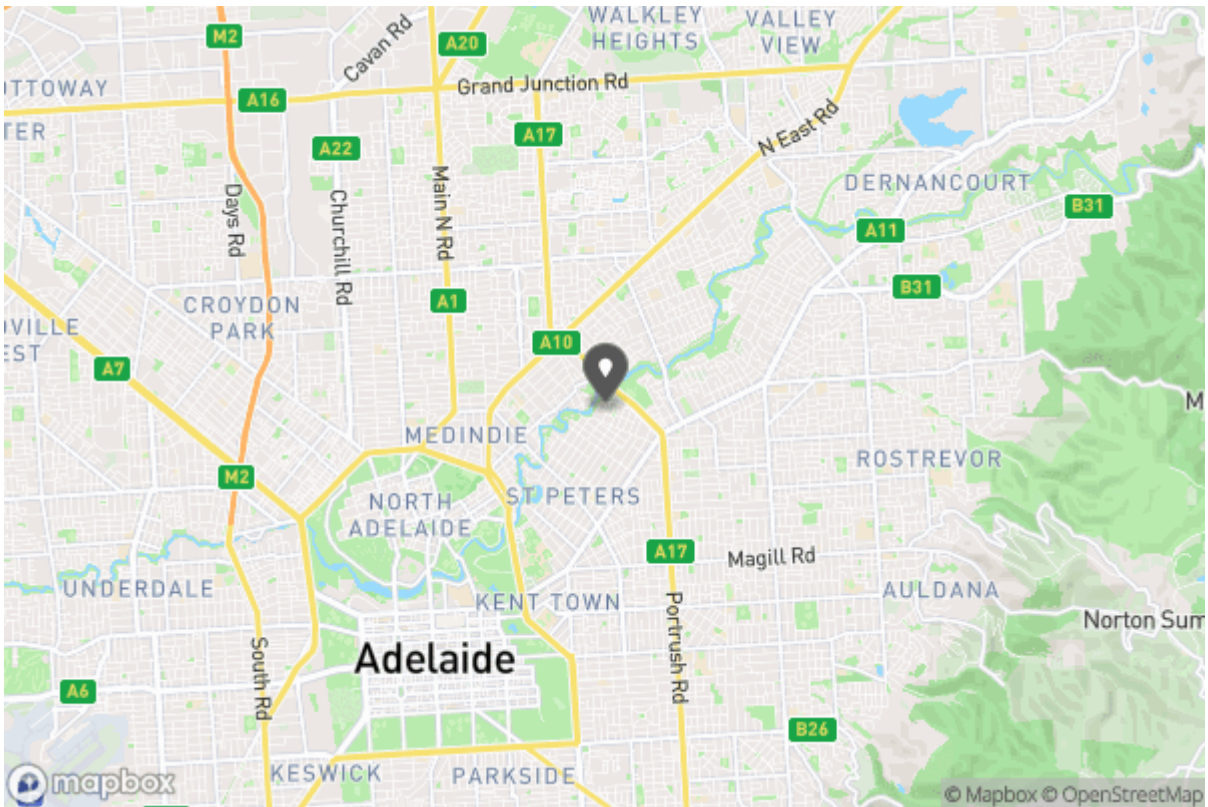 WALKLEY
HEIGHTS
VALLEY
VIEW
M2
Cavan Rd
A20
OTTOWAY
A16
Grand Junction Rd
TER
A22
A17
N East Rd
Days Rd
Churchill Rd
Main N Rd
DERNANCOURT
B31
A11
CROYDON
PARK
A1
B31
VILLE
EST
A7
A10
M
MEDINDIE
M2
ROSTREVOR
NORTH
ADELAIDE
ST PETERS
A17
Magill Rd
UNDERDALE
KENT TOWN
AULDANA
Portrush Rd
Norton Sum
South Rd
Adelaide
A6
B26
KESWICK
PARKSIDE
mapbox
© Mapbox © OpenStreetMap